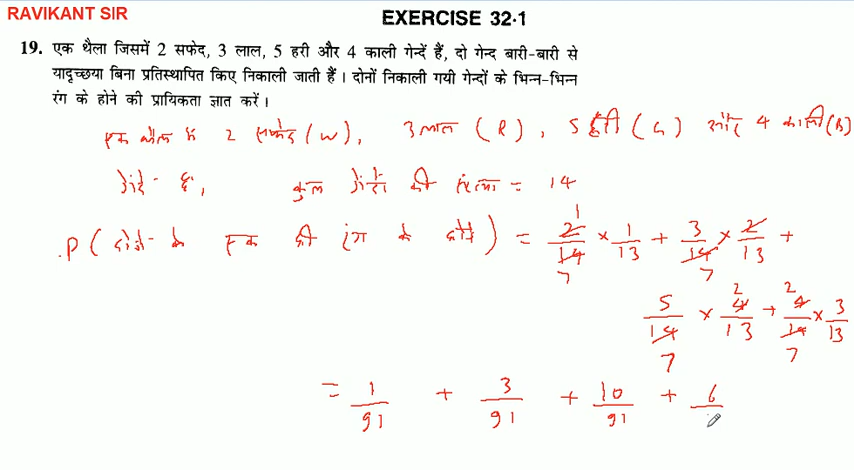 RAVIKANT SIR
EXERCISE 32·1
19. एक थैला जिसमें 2 सफेद, 3 लाल, 5 हरी और 4 काली गेन्दें हैं, दो गेन्द बारी-बारी से
यादृच्छया बिना प्रतिस्थापित किए निकाली जाती हैं। दोनों निकाली गयी गेन्दों के भिन्न-भिन्न
रंग के होने की प्रायिकता ज्ञात करें।
एक थैले में 2 सफेद (W), 3 लाल (R), 5 हरी (G) और 4 काली (B)
गेंदे हैं, कुल गेंदों की संख्या = 14
P ( दोनों के एक ही रंग के होने ) = 2/14 × 1/13 + 3/14 × 2/13 +
5/14 × 4/13 + 4/14 × 3/13
= 1/91 + 3/91 + 10/91 + 6